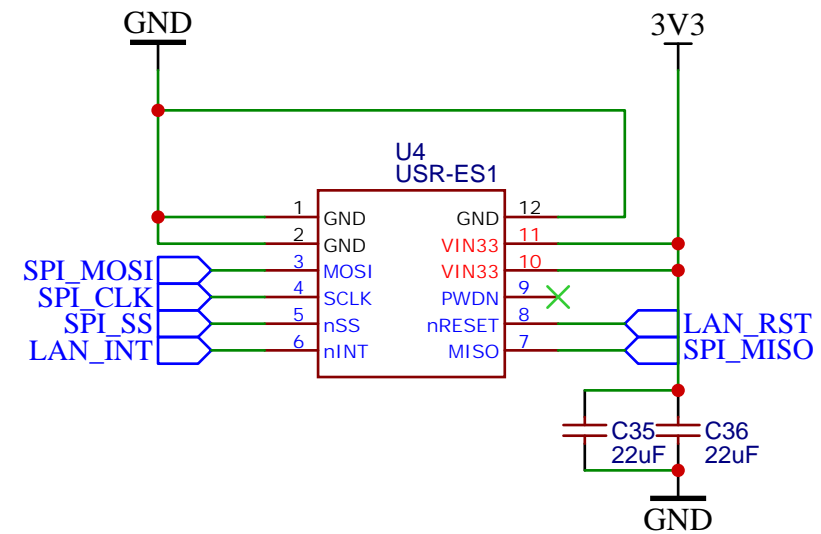 GND
3V3
U4
USR-ES1
1 GND GND 12
2 GND VIN33 11
SPI_MOSI 3 MOSI VIN33 10
SPI_CLK 4 SCLK PWDN 9
SPI_SS 5 nSS nRESET 8 LAN_RST
LAN_INT 6 nINT MISO 7 SPI_MISO
C35 C36
22uF 22uF
GND